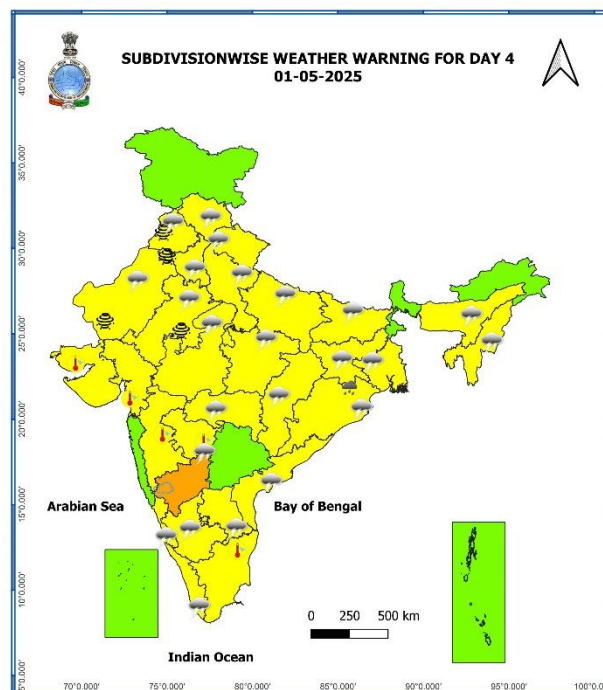 SUBDIVISIONWISE WEATHER WARNING FOR DAY 4
01-05-2025
40°0.000'
35°0.000'
30°0.000'
25°0.000'
20°0.000'
15°0.000'
10°0.000'
5°0.000'
Arabian Sea
Bay of Bengal
0 250 500 km
Indian Ocean
70°0.000' 75°0.000' 80°0.000' 85°0.000' 90°0.000' 95°0.000' 100°0.0